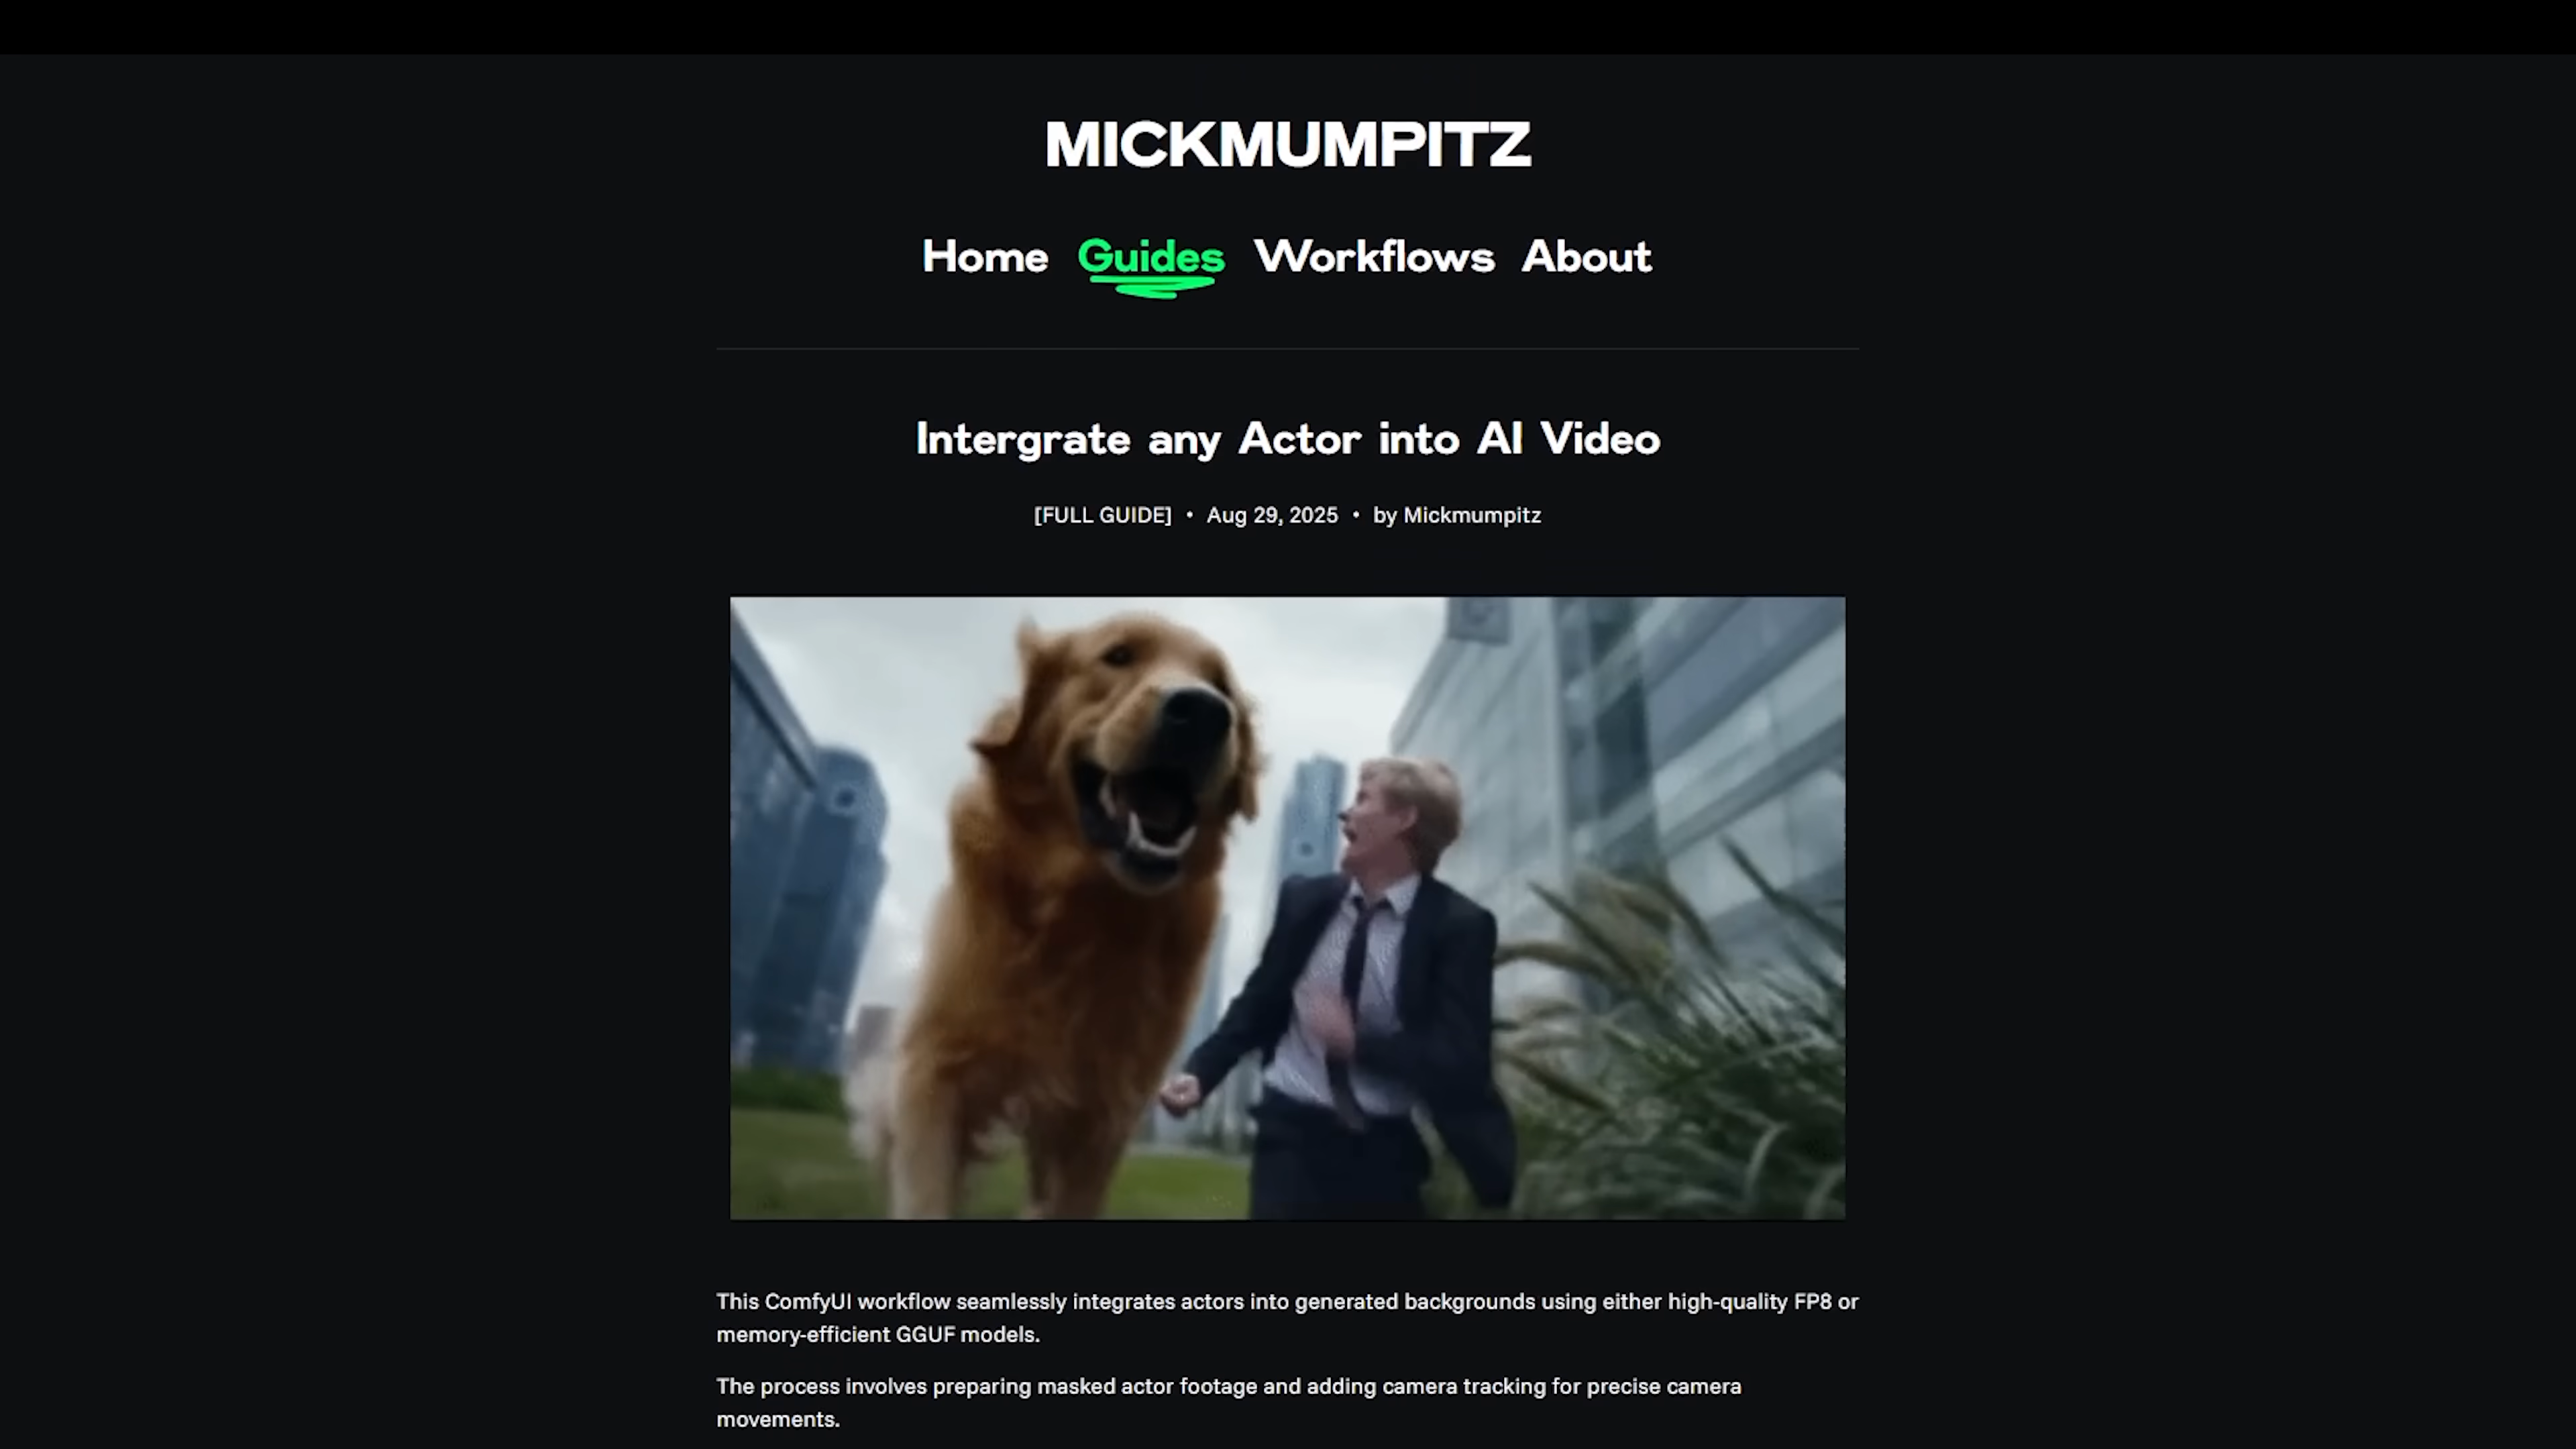 MICKMUMPITZ
Home Guides Workflows About
Intergrate any Actor into AI Video
[FULL GUIDE] • Aug 29, 2025 • by Mickmumpitz
This ComfyUI workflow seamlessly integrates actors into generated backgrounds using either high-quality FP8 or
memory-efficient GGUF models.
The process involves preparing masked actor footage and adding camera tracking for precise camera
movements.